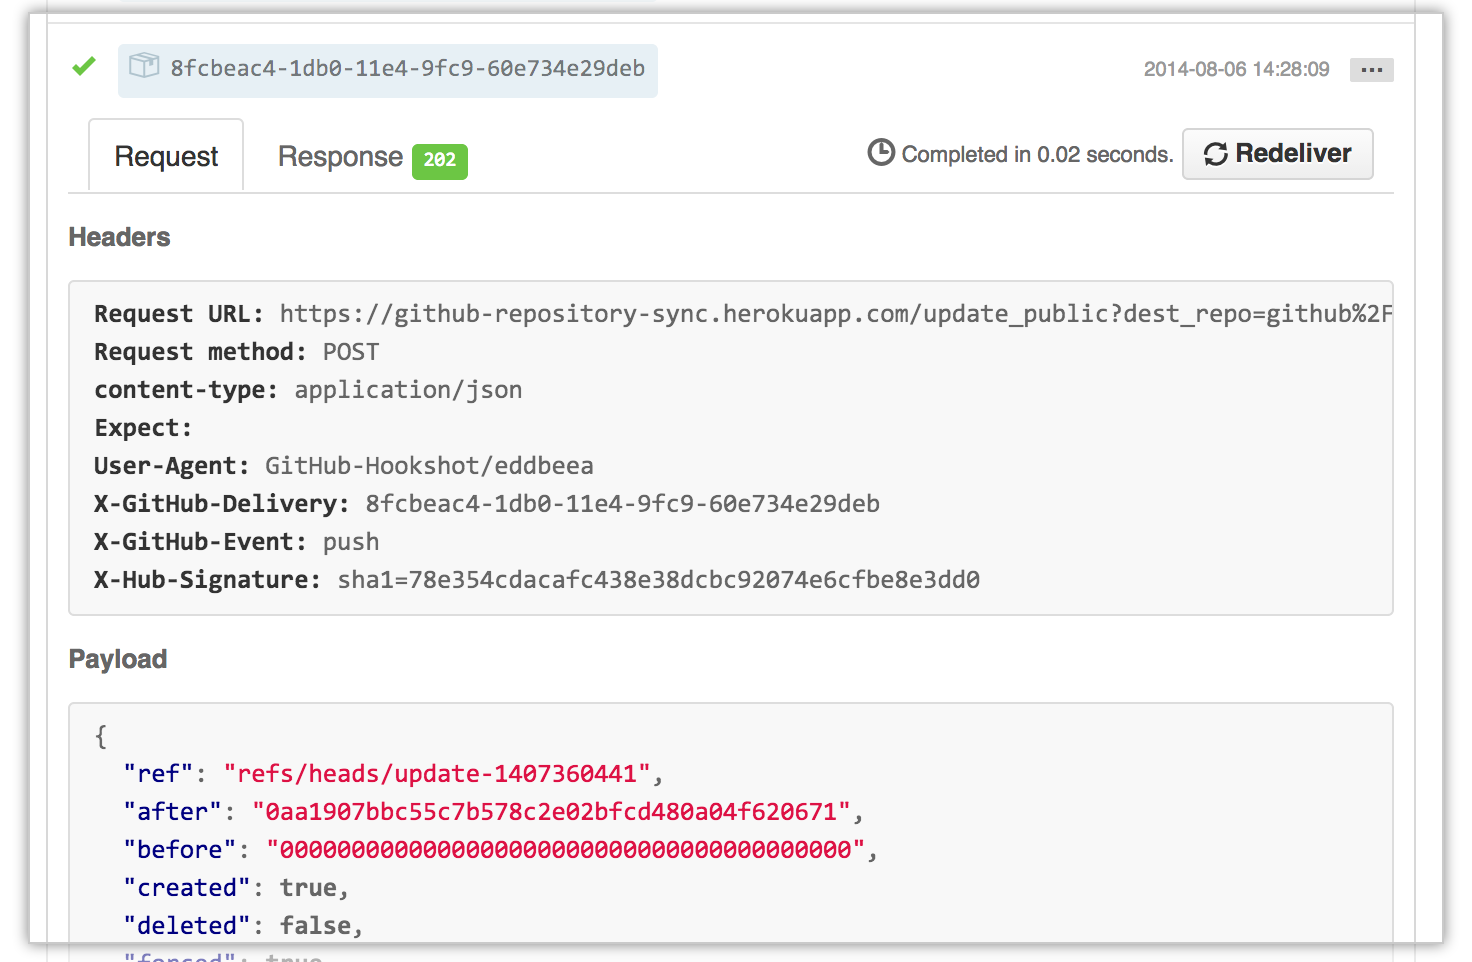 8fcbeac4-1db0-11e4-9fc9-60e734e29deb
2014-08-06 14:28:09
Request
Response 202
Completed in 0.02 seconds.
Redeliver
Headers
Request URL: https://github-repository-sync.herokuapp.com/update_public?dest_repo=github%2F
Request method: POST
content-type: application/json
Expect:
User-Agent: GitHub-Hookshot/eddbeea
X-GitHub-Delivery: 8fcbeac4-1db0-11e4-9fc9-60e734e29deb
X-GitHub-Event: push
X-Hub-Signature: sha1=78e354cdacafc438e38dcbc92074e6cfbe8e3dd0
Payload
{
"ref": "refs/heads/update-1407360441",
"after": "0aa1907bbc55c7b578c2e02bfcd480a04f620671",
"before": "0000000000000000000000000000000000000000",
"created": true,
"deleted": false,
"forced": true